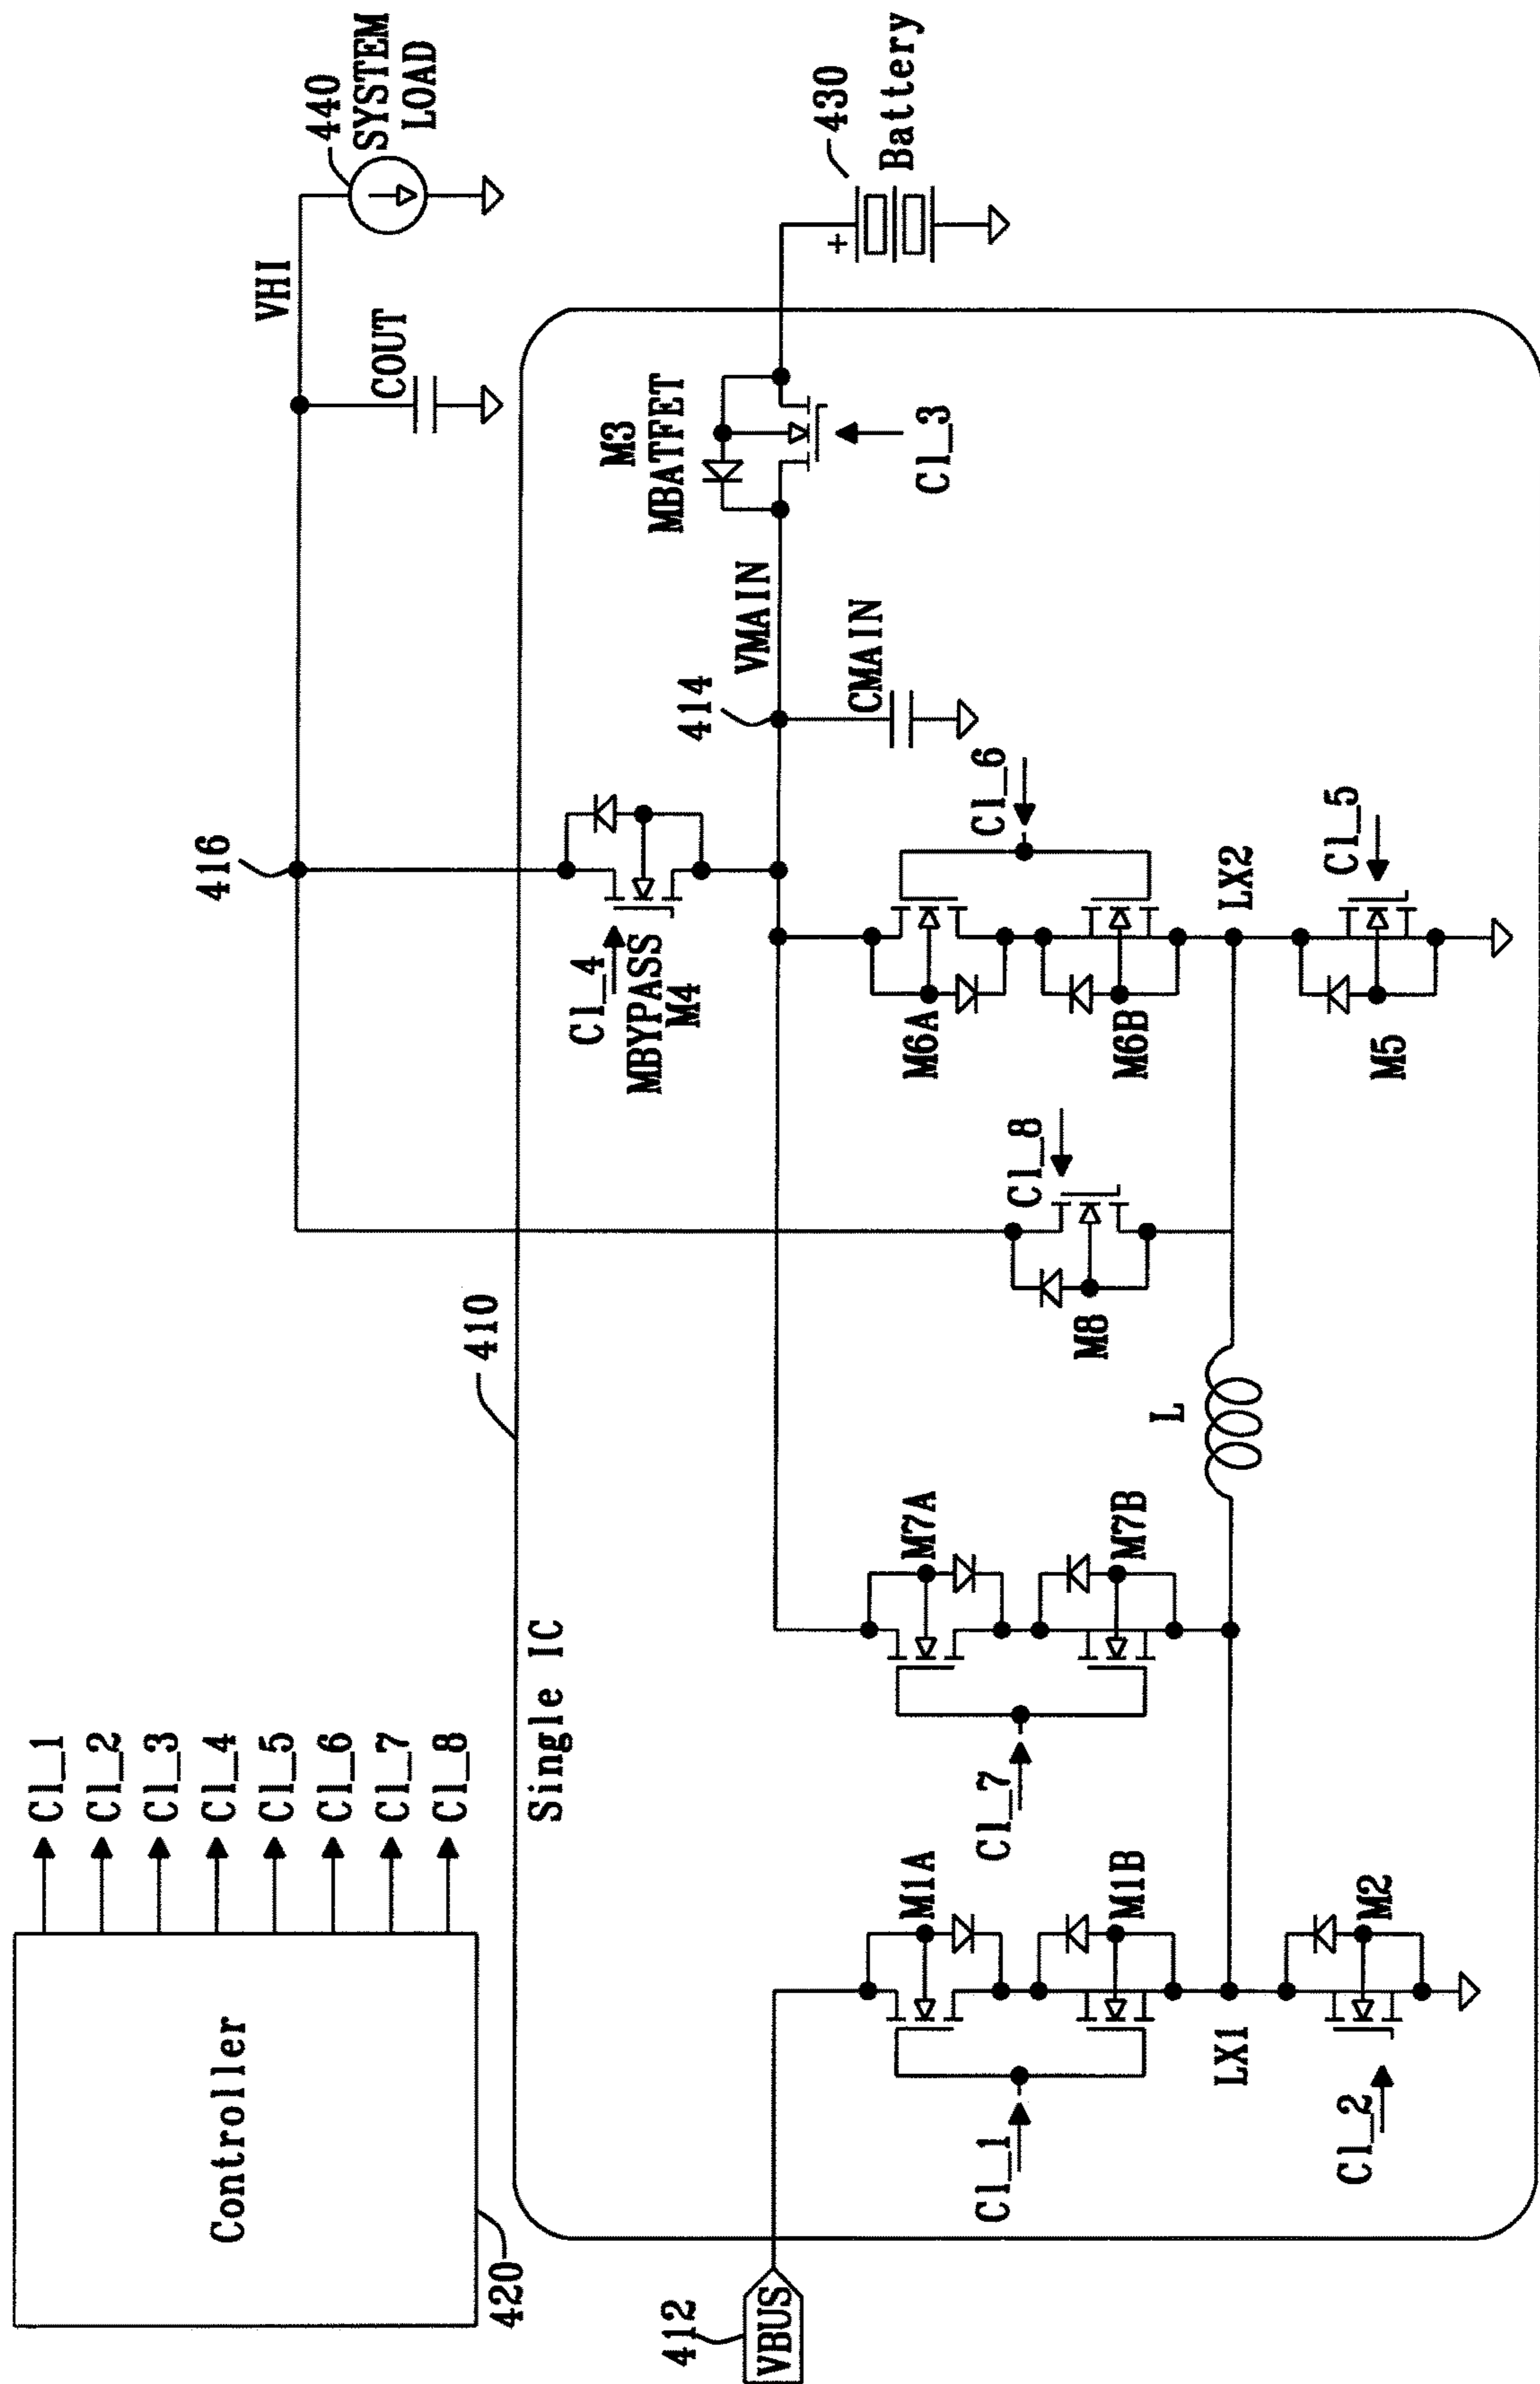 Controller
420
Cl_1
Cl_2
Cl_3
Cl_4
Cl_5
Cl_6
Cl_7
Cl_8
410
Single IC
416
VHI
COUT
440
SYSTEM
LOAD
412
VBUS
Cl_4
MBYPASS
M4
414
VMAIN
CMAIN
M3
MBATFET
Cl_3
430
+
Battery
Cl_1
M1A
M1B
LX1
Cl_2
M2
Cl_7
M7A
M7B
L
M8
Cl_8
M6A
M6B
Cl_6
LX2
M5
Cl_5